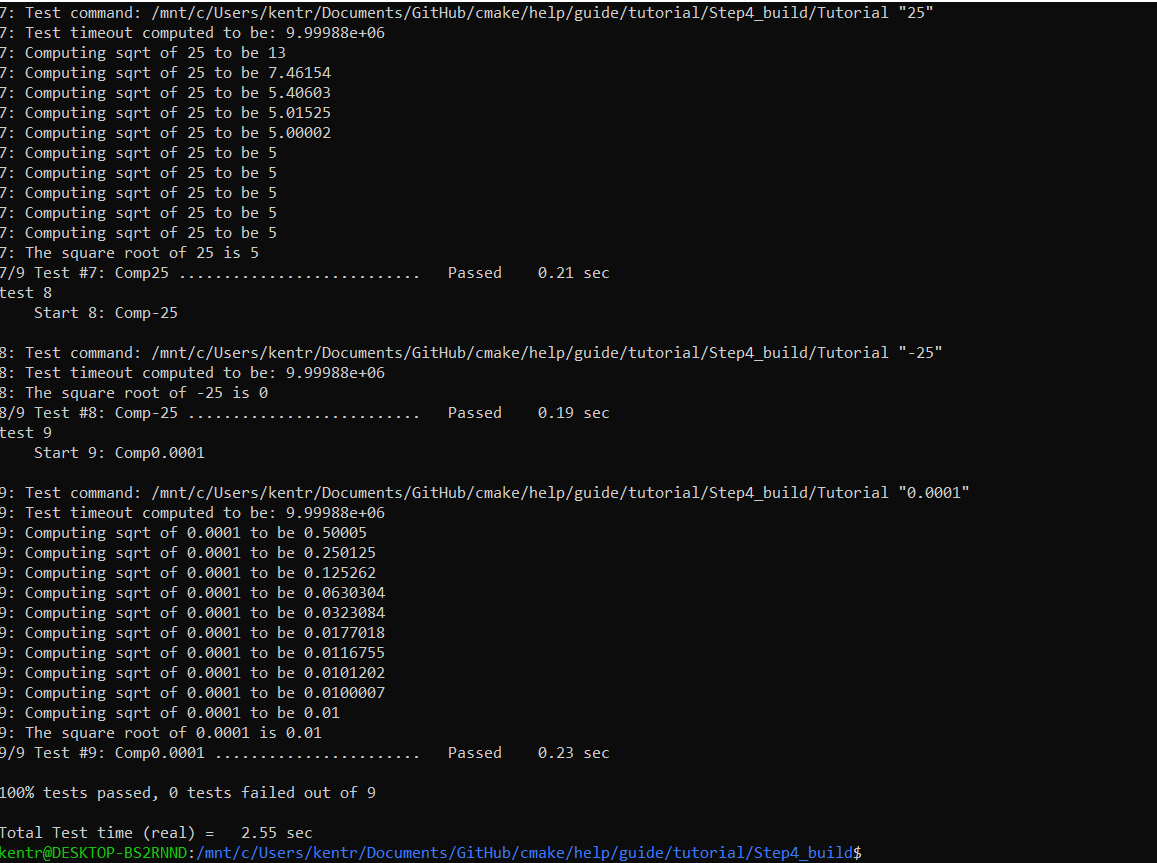 7: Test command: /mnt/c/Users/kentr/Documents/GitHub/cmake/help/guide/tutorial/Step4_build/Tutorial "25"
7: Test timeout computed to be: 9.99988e+06
7: Computing sqrt of 25 to be 13
7: Computing sqrt of 25 to be 7.46154
7: Computing sqrt of 25 to be 5.40603
7: Computing sqrt of 25 to be 5.01525
7: Computing sqrt of 25 to be 5.00002
7: Computing sqrt of 25 to be 5
7: Computing sqrt of 25 to be 5
7: Computing sqrt of 25 to be 5
7: Computing sqrt of 25 to be 5
7: Computing sqrt of 25 to be 5
7: The square root of 25 is 5
7/9 Test #7: Comp25 ...........................   Passed    0.21 sec
test 8
    Start 8: Comp-25

8: Test command: /mnt/c/Users/kentr/Documents/GitHub/cmake/help/guide/tutorial/Step4_build/Tutorial "-25"
8: Test timeout computed to be: 9.99988e+06
8: The square root of -25 is 0
8/9 Test #8: Comp-25 ..........................   Passed    0.19 sec
test 9
    Start 9: Comp0.0001

9: Test command: /mnt/c/Users/kentr/Documents/GitHub/cmake/help/guide/tutorial/Step4_build/Tutorial "0.0001"
9: Test timeout computed to be: 9.99988e+06
9: Computing sqrt of 0.0001 to be 0.50005
9: Computing sqrt of 0.0001 to be 0.250125
9: Computing sqrt of 0.0001 to be 0.125262
9: Computing sqrt of 0.0001 to be 0.0630304
9: Computing sqrt of 0.0001 to be 0.0323084
9: Computing sqrt of 0.0001 to be 0.0177018
9: Computing sqrt of 0.0001 to be 0.0116755
9: Computing sqrt of 0.0001 to be 0.0101202
9: Computing sqrt of 0.0001 to be 0.0100007
9: Computing sqrt of 0.0001 to be 0.01
9: The square root of 0.0001 is 0.01
9/9 Test #9: Comp0.0001 .......................   Passed    0.23 sec

100% tests passed, 0 tests failed out of 9

Total Test time (real) =   2.55 sec
kentr@DESKTOP-BS2RNND:/mnt/c/Users/kentr/Documents/GitHub/cmake/help/guide/tutorial/Step4_build$